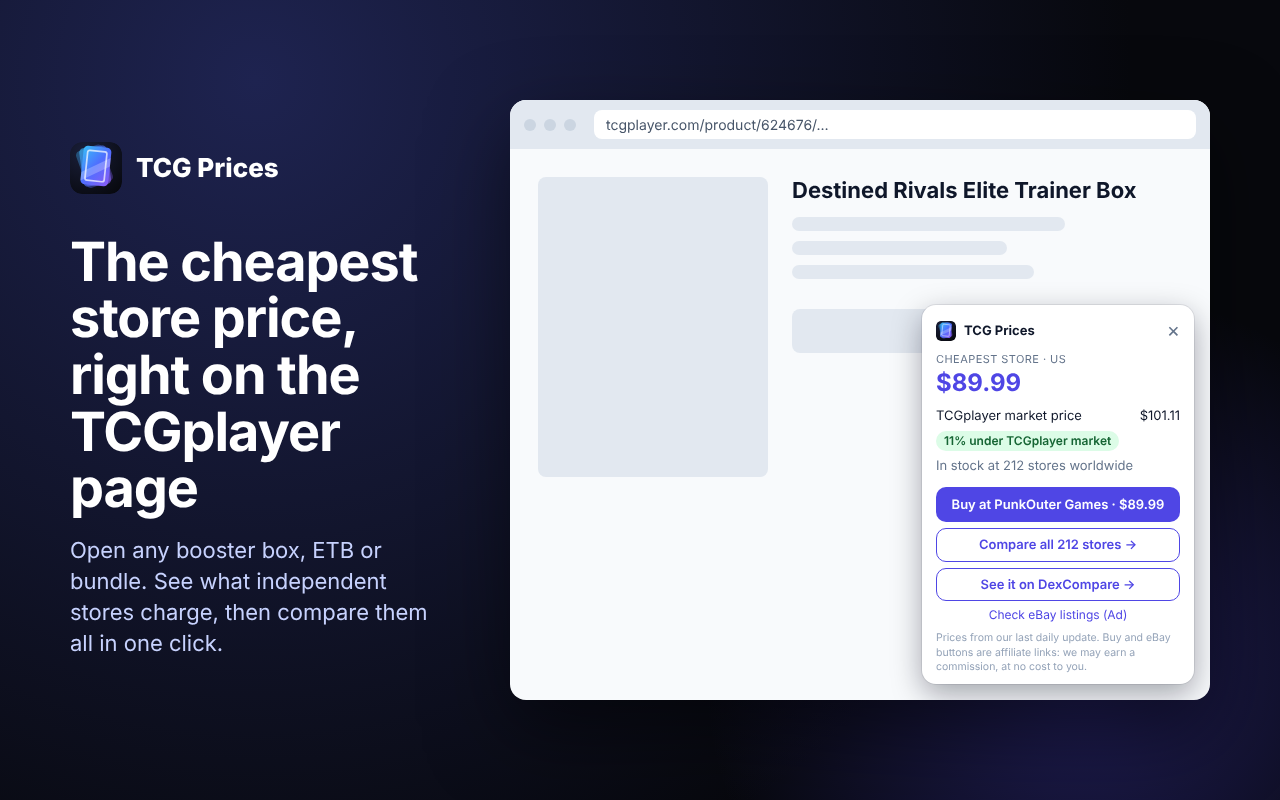 TCG Prices
The cheapest
store price,
right on the
TCGplayer
page
Open any booster box, ETB or
bundle. See what independent
stores charge, then compare them
all in one click.
tcgplayer.com/product/624676/...
Destined Rivals Elite Trainer Box
TCG Prices ✕
CHEAPEST STORE · US
$89.99
TCGplayer market price $101.11
11% under TCGplayer market
In stock at 212 stores worldwide
Buy at PunkOuter Games · $89.99
Compare all 212 stores →
See it on DexCompare →
Check eBay listings (Ad)
Prices from our last daily update. Buy and eBay
buttons are affiliate links: we may earn a
commission, at no cost to you.